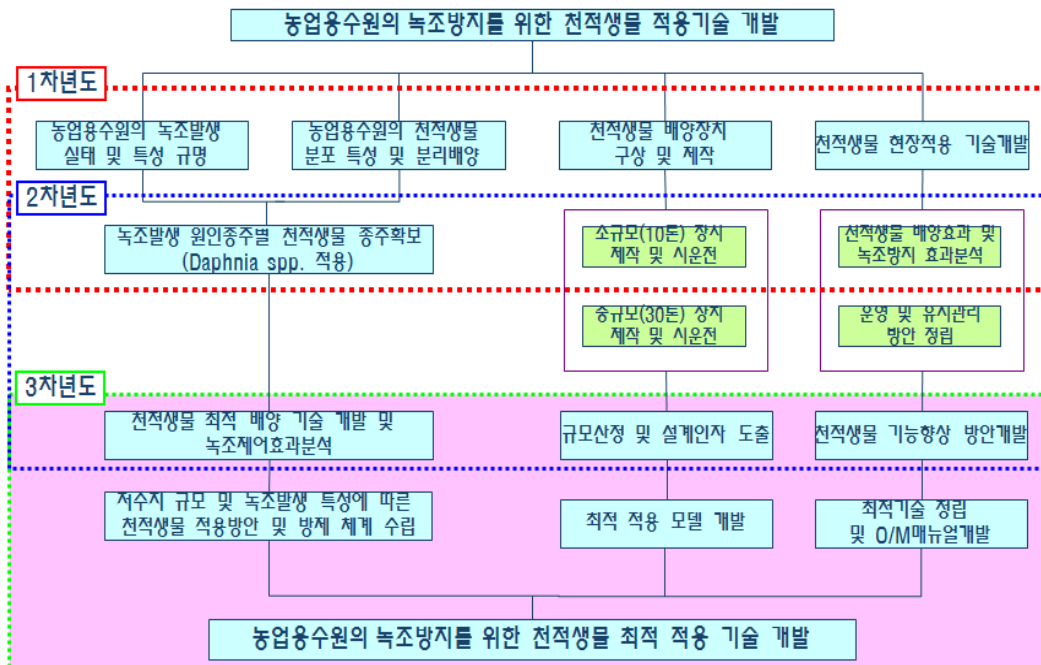 농업용수원의 녹조방지를 위한 천적생물 적용기술 개발
1차년도
농업용수원의 녹조발생
실태 및 특성 규명
농업용수원의 천적생물
분포 특성 및 분리배양
천적생물 배양장치
구상 및 제작
천적생물 현장적용 기술개발
2차년도
녹조발생 원인종주별 천적생물 종주확보
(Daphnia spp. 적용)
소규모(10톤) 장치
제작 및 시운전
천적생물 배양효과 및
녹조방지 효과분석
중규모(30톤) 장치
제작 및 시운전
운영 및 유지관리
방안 정립
3차년도
천적생물 최적 배양 기술 개발 및
녹조제어효과분석
규모산정 및 설계인자 도출
천적생물 기능향상 방안개발
저수지 규모 및 녹조발생 특성에 따른
천적생물 적용방안 및 방제 체계 수립
최적 적용 모델 개발
최적기술 정립
및 O/M매뉴얼개발
농업용수원의 녹조방지를 위한 천적생물 최적 적용 기술 개발